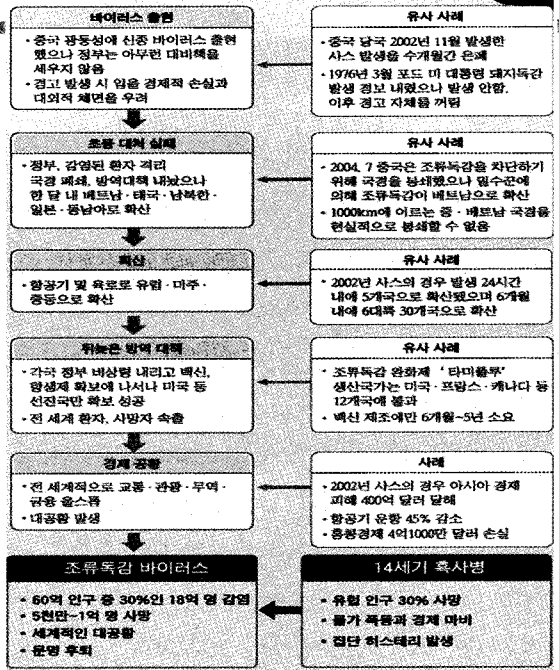 바이러스 출현
· 중국 광둥성에 신종 바이러스 출현
했으나 정부는 아무런 대비책을
세우지 않음
· 경고 발생 시 입을 경제적 손실과
대외적 체면을 우려
유사 사례
· 중국 당국 2002년 11월 발생한
사스 발생을 수개월간 은폐
· 1976년 3월 포드 미 대통령 돼지독감
발생 경보 내렸으나 발생 안함.
이후 경고 자체를 꺼림
초동 대처 실패
· 정부, 감염된 환자 격리
국경 폐쇄, 방역대책 내놨으나
한 달 내 베트남 · 태국 · 남북한 ·
일본 · 동남아로 확산
유사 사례
· 2004. 7 중국은 조류독감을 차단하기
위해 국경을 봉쇄했으나 밀수꾼에
의해 조류독감이 베트남으로 확산
· 1000km에 이르는 중 · 베트남 국경을
현실적으로 봉쇄할 수 없음
확산
· 항공기 및 육로로 유럽 · 미주 ·
중동으로 확산
유사 사례
· 2002년 사스의 경우 발생 24시간
내에 5개국으로 확산됐으며 6개월
내에 6대륙 30개국으로 확산
뒤늦은 방역 대책
· 각국 정부 비상령 내리고 백신,
항생제 확보에 나서나 미국 등
선진국만 확보 성공
· 전 세계 환자, 사망자 속출
유사 사례
· 조류독감 완화제 '타미플루'
생산국가는 미국 · 프랑스 · 캐나다 등
12개국에 불과
· 백신 제조에만 6개월~5년 소요
경제 공황
· 전 세계적으로 교통 · 관광 · 무역 ·
금융 올스톱
· 대공황 발생
사례
· 2002년 사스의 경우 아시아 경제
피해 400억 달러 달해
· 항공기 운항 45% 감소
· 홍콩경제 4억1000만 달러 손실
조류독감 바이러스
• 60억 인구 중 30%인 18억 명 감염
• 5천만~1억 명 사망
• 세계적인 대공황
• 문명 후퇴
14세기 흑사병
• 유럽 인구 30% 사망
• 물가 폭등과 경제 마비
• 집단 히스테리 발생